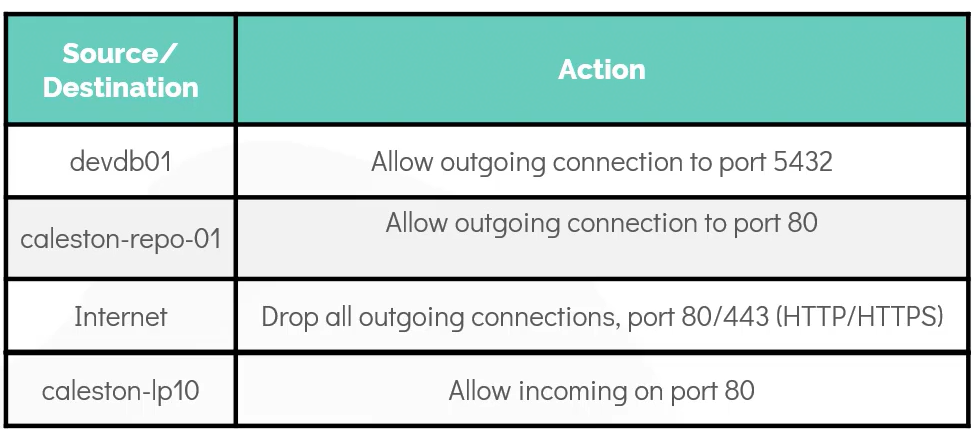 Source/
Destination
Action
devdb01
Allow outgoing connection to port 5432
caleston-repo-01
Allow outgoing connection to port 80
Internet
Drop all outgoing connections, port 80/443 (HTTP/HTTPS)
caleston-lp10
Allow incoming on port 80